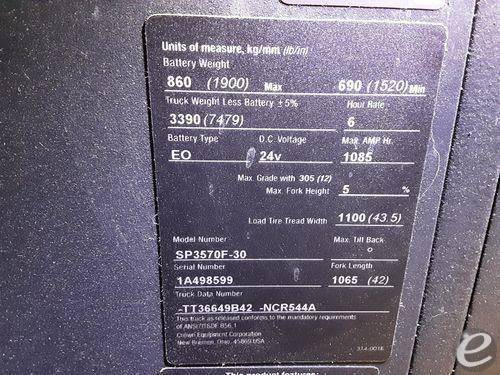 Units of measure, kg/mm (lb/in)
Battery Weight
860 (1900) Max 690 (1520) Min
Truck Weight Less Battery ± 5% Hour Rate
3390 (7479) 6
Battery Type D.C. Voltage Max. AMP Hr.
EO 24v 1085
Max. Grade with 305 (12)
Max. Fork Height 5 %
Load Tire Tread Width 1100 (43.5)
Model Number Max. Tilt Back
SP3570F-30 °
Serial Number Fork Length
1A498599 1065 (42)
Truck Data Number
-TT36649B42 -NCR544A
This truck as released conforms to the mandatory requirements
of ANSI/ITSDF B56.1
Crown Equipment Corporation
New Bremen, Ohio, 45869 USA
This product features:
e